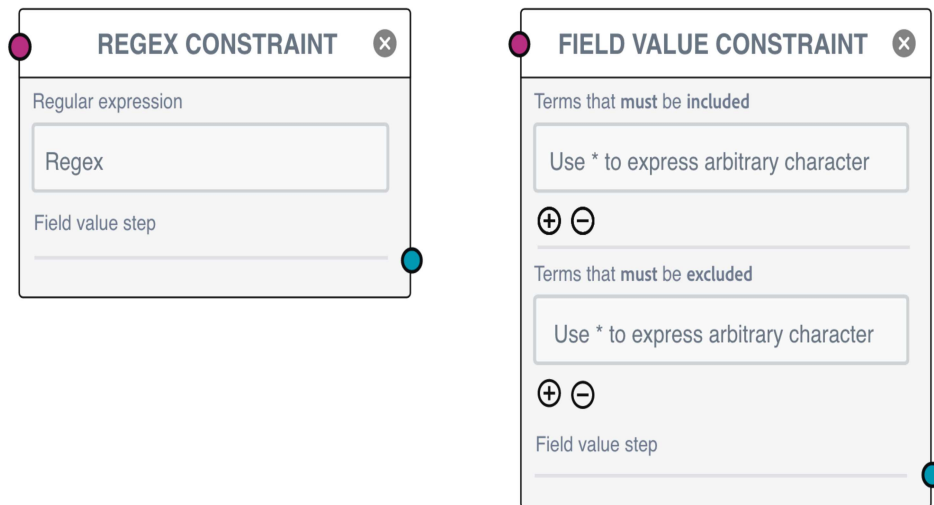 REGEX CONSTRAINT
Regular expression
Regex
Field value step
FIELD VALUE CONSTRAINT
Terms that must be included
Use * to express arbitrary character
Terms that must be excluded
Use * to express arbitrary character
Field value step